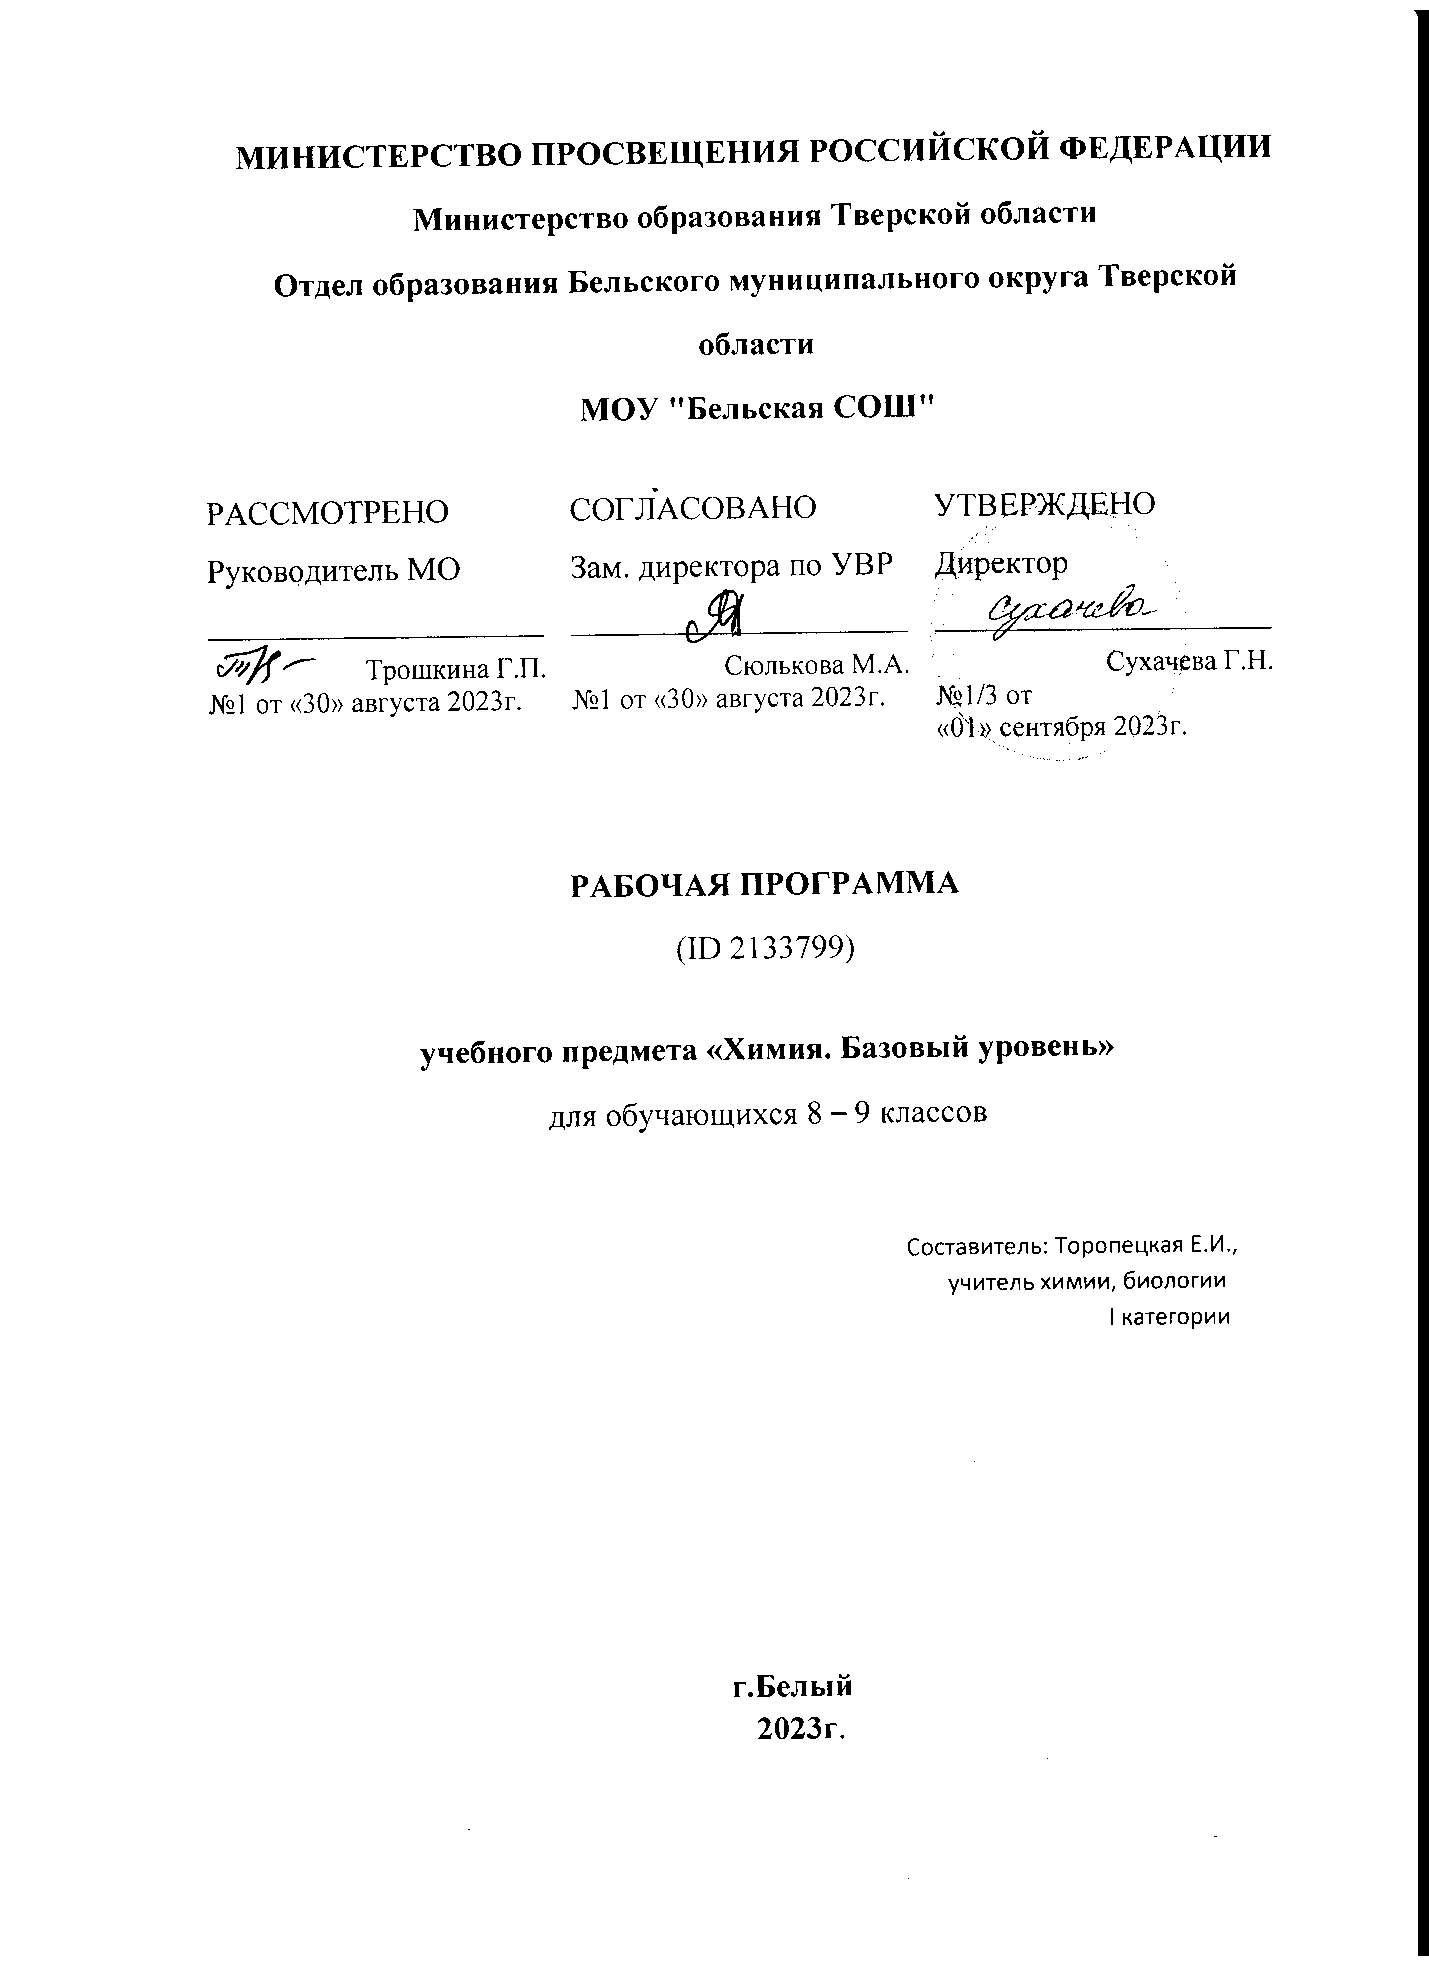 МИНИСТЕРСТВО ПРОСВЕЩЕНИЯ РОССИЙСКОЙ ФЕДЕРАЦИИ
Министерство образования Тверской области
Отдел образования Бельского муниципального округа Тверской
области
МОУ "Бельская СОШ"
РАССМОТРЕНО
Руководитель МО
Трошкина Г.П.
№1 от «30» августа 2023г.
СОГЛАСОВАНО
Зам. директора по УВР
Сюлькова М.А.
№1 от «30» августа 2023г.
УТВЕРЖДЕНО
Директор
Сухачева
Сухачева Г.Н.
№1/3 от
«01» сентября 2023г.
РАБОЧАЯ ПРОГРАММА
(ID 2133799)
учебного предмета «Химия. Базовый уровень»
для обучающихся 8 – 9 классов
Составитель: Торопецкая Е.И.,
учитель химии, биологии
I категории
г.Белый
2023г.